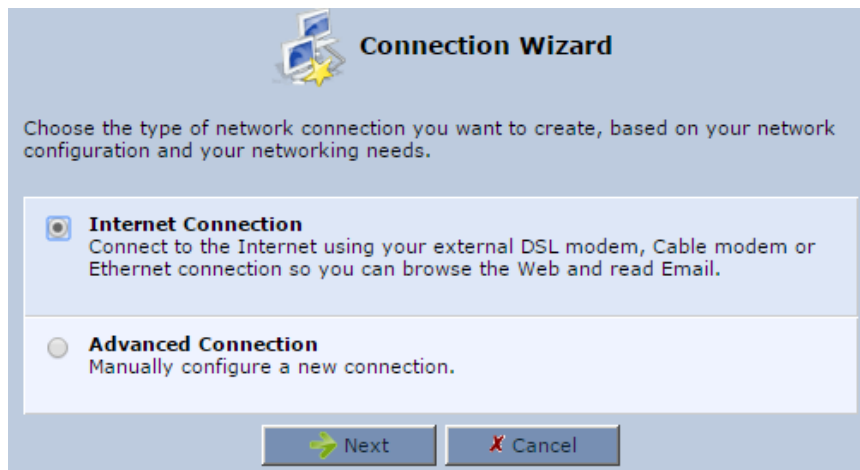 Connection Wizard
Choose the type of network connection you want to create, based on your network
configuration and your networking needs.
Internet Connection
Connect to the Internet using your external DSL modem, Cable modem or
Ethernet connection so you can browse the Web and read Email.
Advanced Connection
Manually configure a new connection.
Next
Cancel